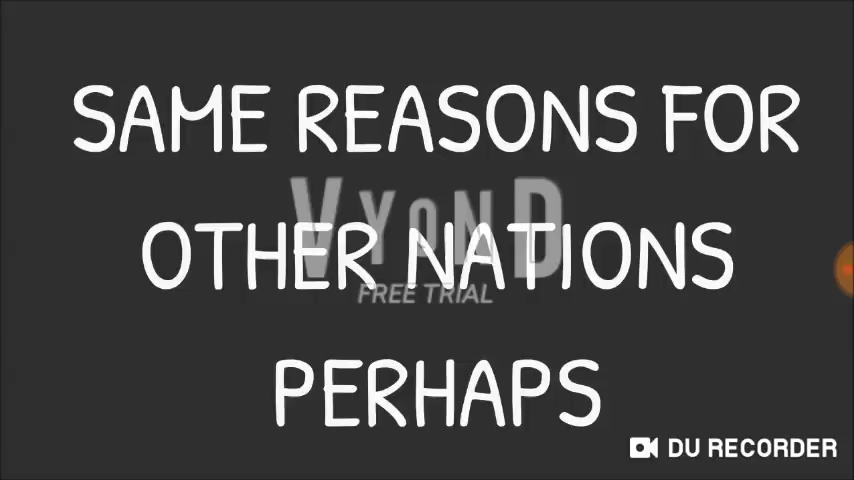 SAME REASONS FOR
OTHER NATIONS
VYOND
FREE TRIAL
PERHAPS
DU RECORDER